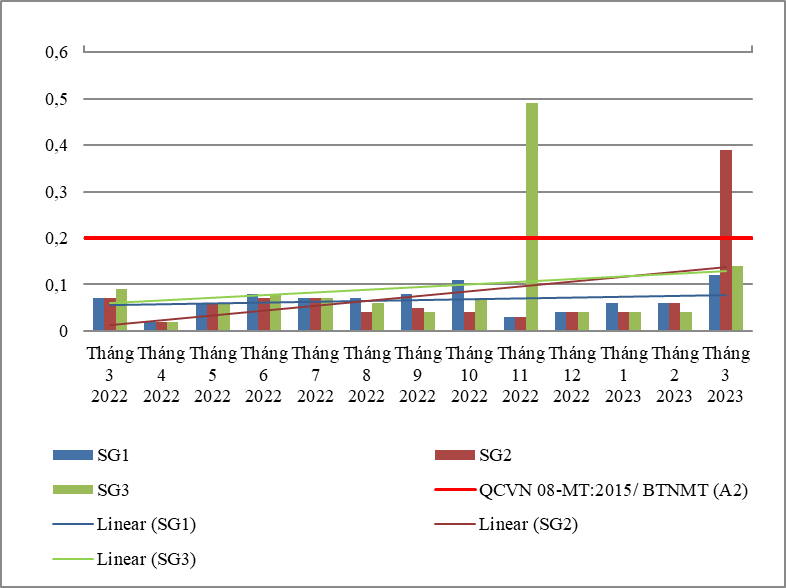 0,6
0,5
0,4
0,3
0,2
0,1
0
Tháng 3 2022
Tháng 4 2022
Tháng 5 2022
Tháng 6 2022
Tháng 7 2022
Tháng 8 2022
Tháng 9 2022
Tháng 10 2022
Tháng 11 2022
Tháng 12 2022
Tháng 1 2023
Tháng 2 2023
Tháng 3 2023
SG1
SG2
SG3
QCVN 08-MT:2015/ BTNMT (A2)
Linear (SG1)
Linear (SG2)
Linear (SG3)